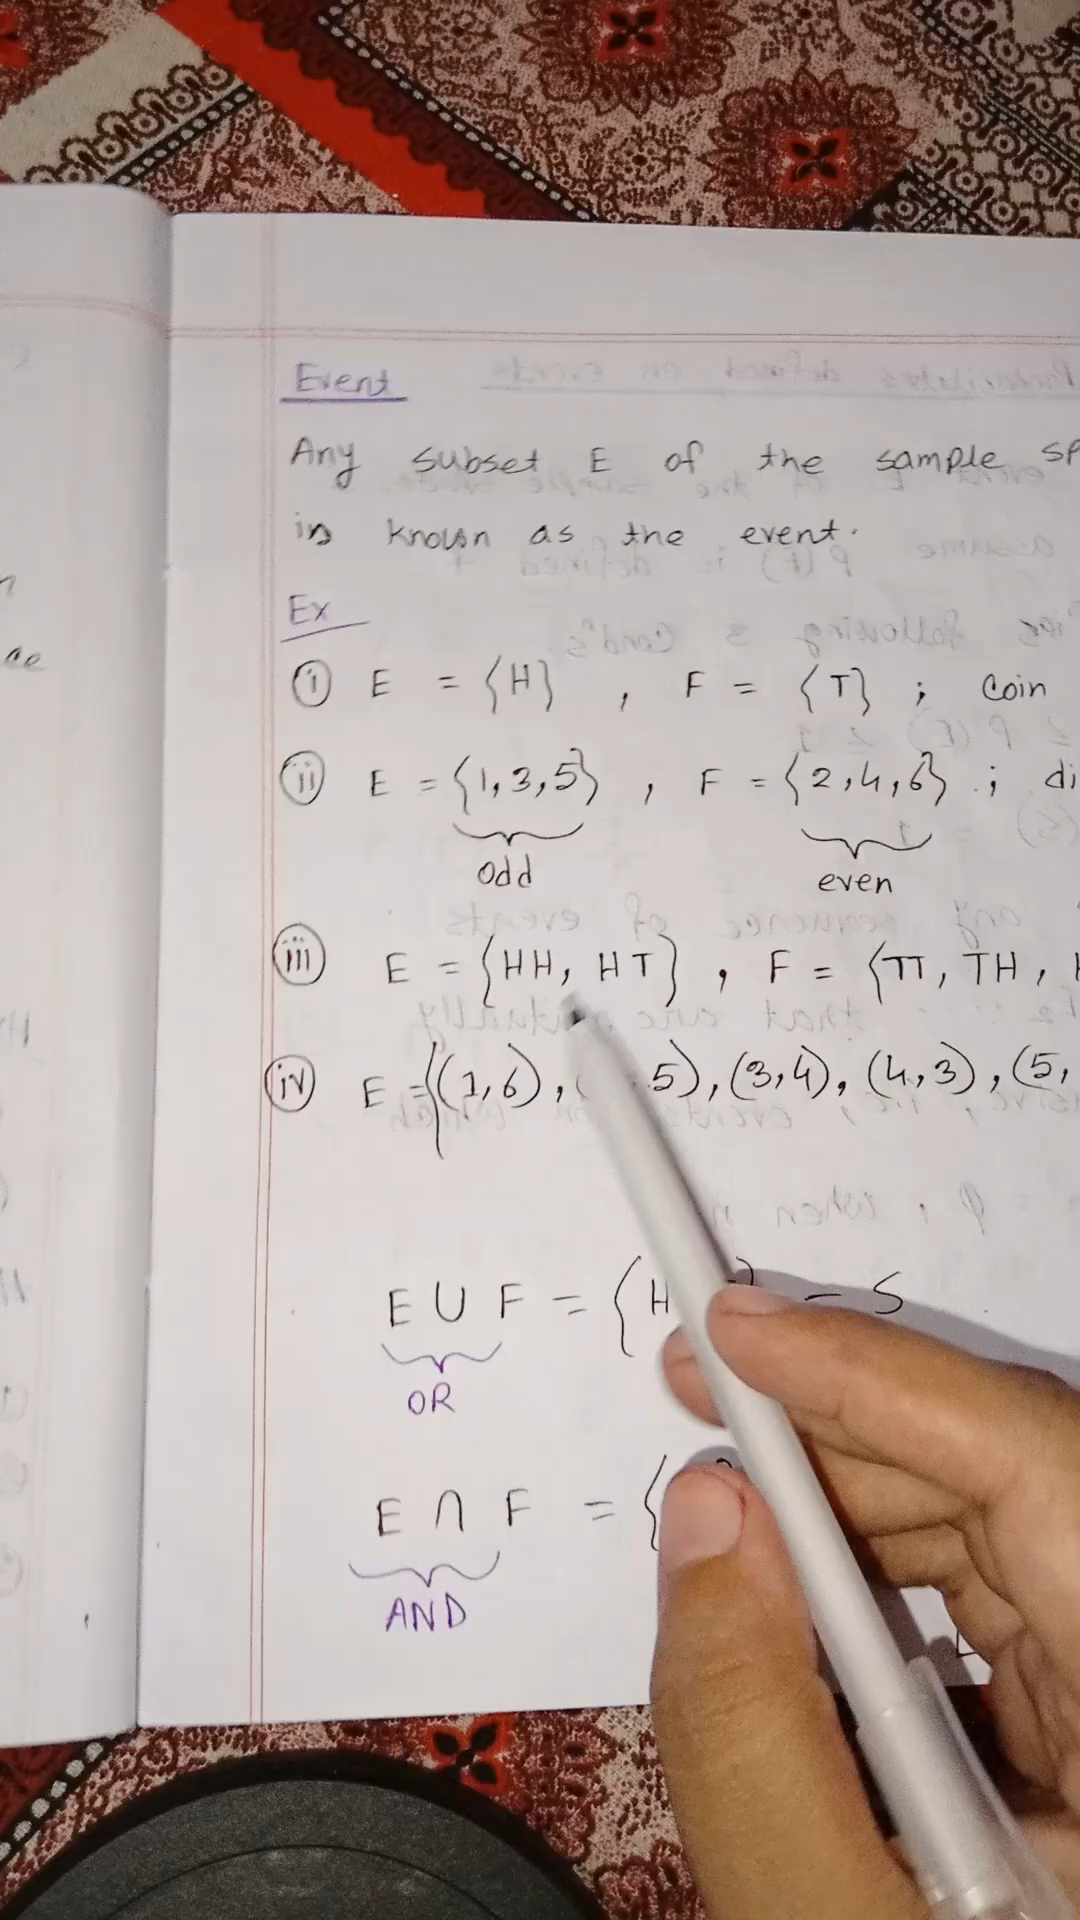 Event
Any subset E of the sample sp
is known as the event.
Ex
(i) E = {H} , F = {T} ; Coin
(ii) E = {1,3,5} , F = {2,4,6} ; di
odd even
(iii) E = {HH, HT} , F = {TT, TH,
(iv) E = {(1,6), 5), (3,4), (4,3), (5,
E ∪ F = {H } = S
OR
E ∩ F = {
AND